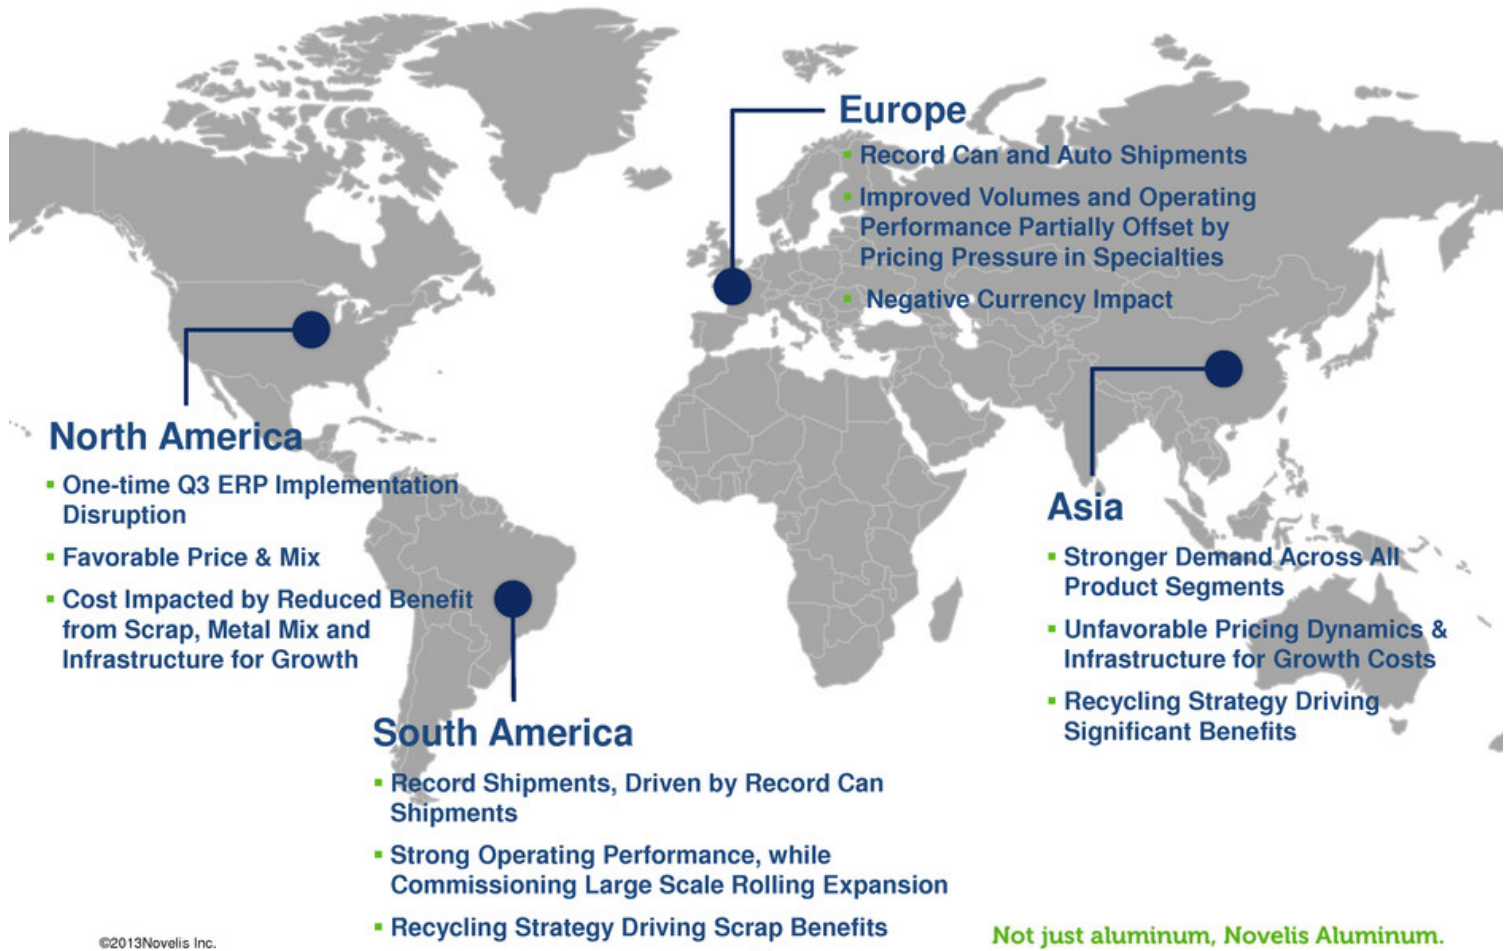 Europe
Record Can and Auto Shipments
Improved Volumes and Operating
Performance Partially Offset by
Pricing Pressure in Specialties
Negative Currency Impact
North America
One-time Q3 ERP Implementation
Disruption
Favorable Price & Mix
Cost Impacted by Reduced Benefit
from Scrap, Metal Mix and
Infrastructure for Growth
Asia
Stronger Demand Across All
Product Segments
Unfavorable Pricing Dynamics &
Infrastructure for Growth Costs
Recycling Strategy Driving
Significant Benefits
South America
Record Shipments, Driven by Record Can
Shipments
Strong Operating Performance, while
Commissioning Large Scale Rolling Expansion
Recycling Strategy Driving Scrap Benefits
©2013Novelis Inc.
Not just aluminum, Novelis Aluminum.